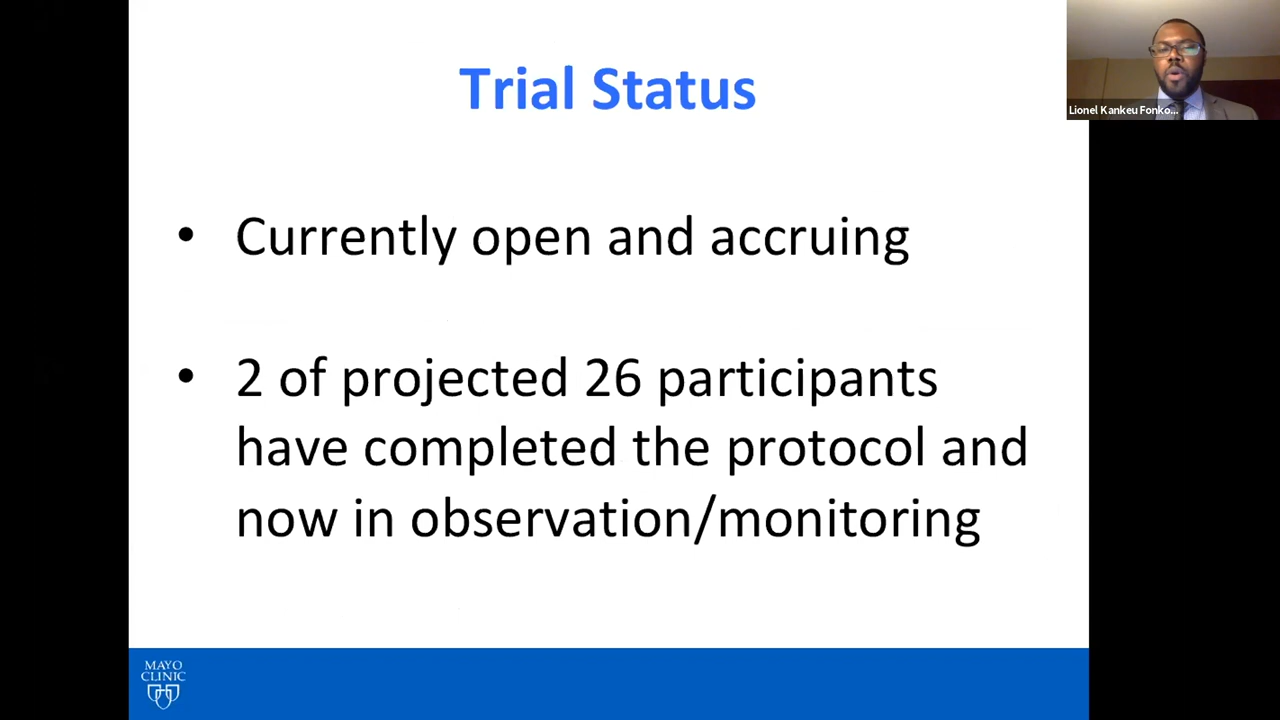 Trial Status
Lionel Kankeu Fonko...
• Currently open and accruing
• 2 of projected 26 participants
have completed the protocol and
now in observation/monitoring
MAYO
CLINIC